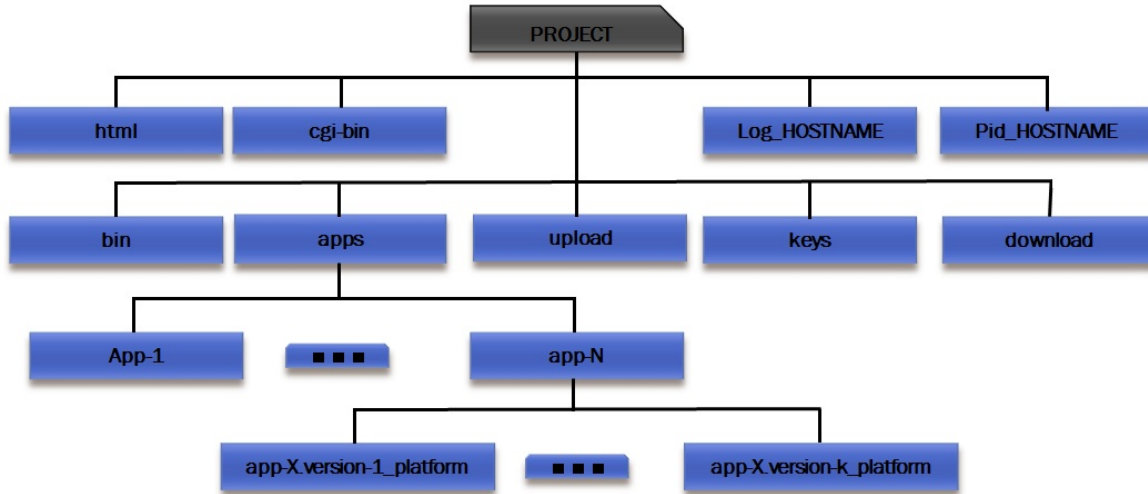 PROJECT
html
cgi-bin
Log_HOSTNAME
Pid_HOSTNAME
bin
apps
upload
keys
download
App-1
...
app-N
app-X.version-1_platform
...
app-X.version-k_platform